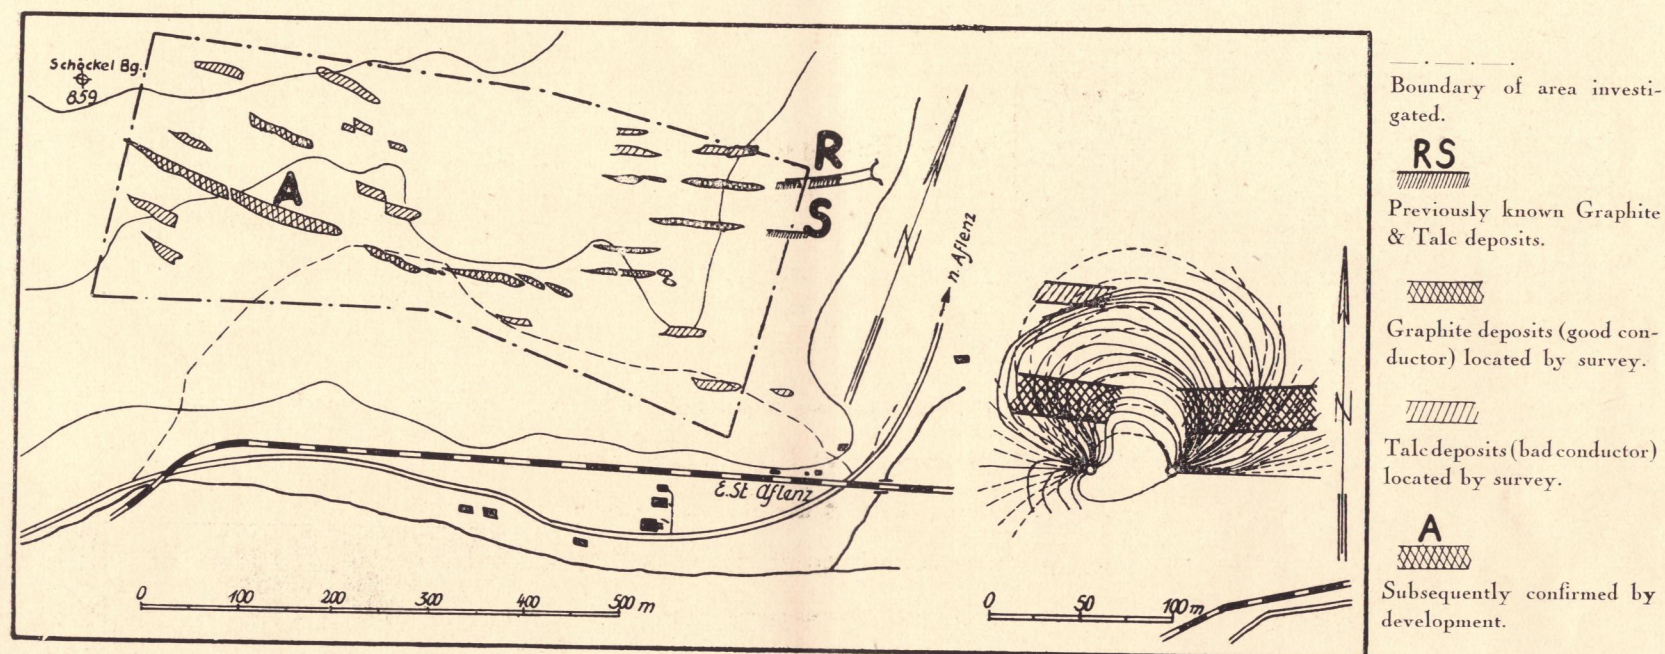 Schöckel Bg.
859
A
R
S
N
n. Aflenz
E.St. Aflenz
0 100 200 300 400 500 m
N
0 50 100 m
Boundary of area investi-
gated.
RS
Previously known Graphite
& Talc deposits.
Graphite deposits (good con-
ductor) located by survey.
Talc deposits (bad conductor)
located by survey.
A
Subsequently confirmed by
development.